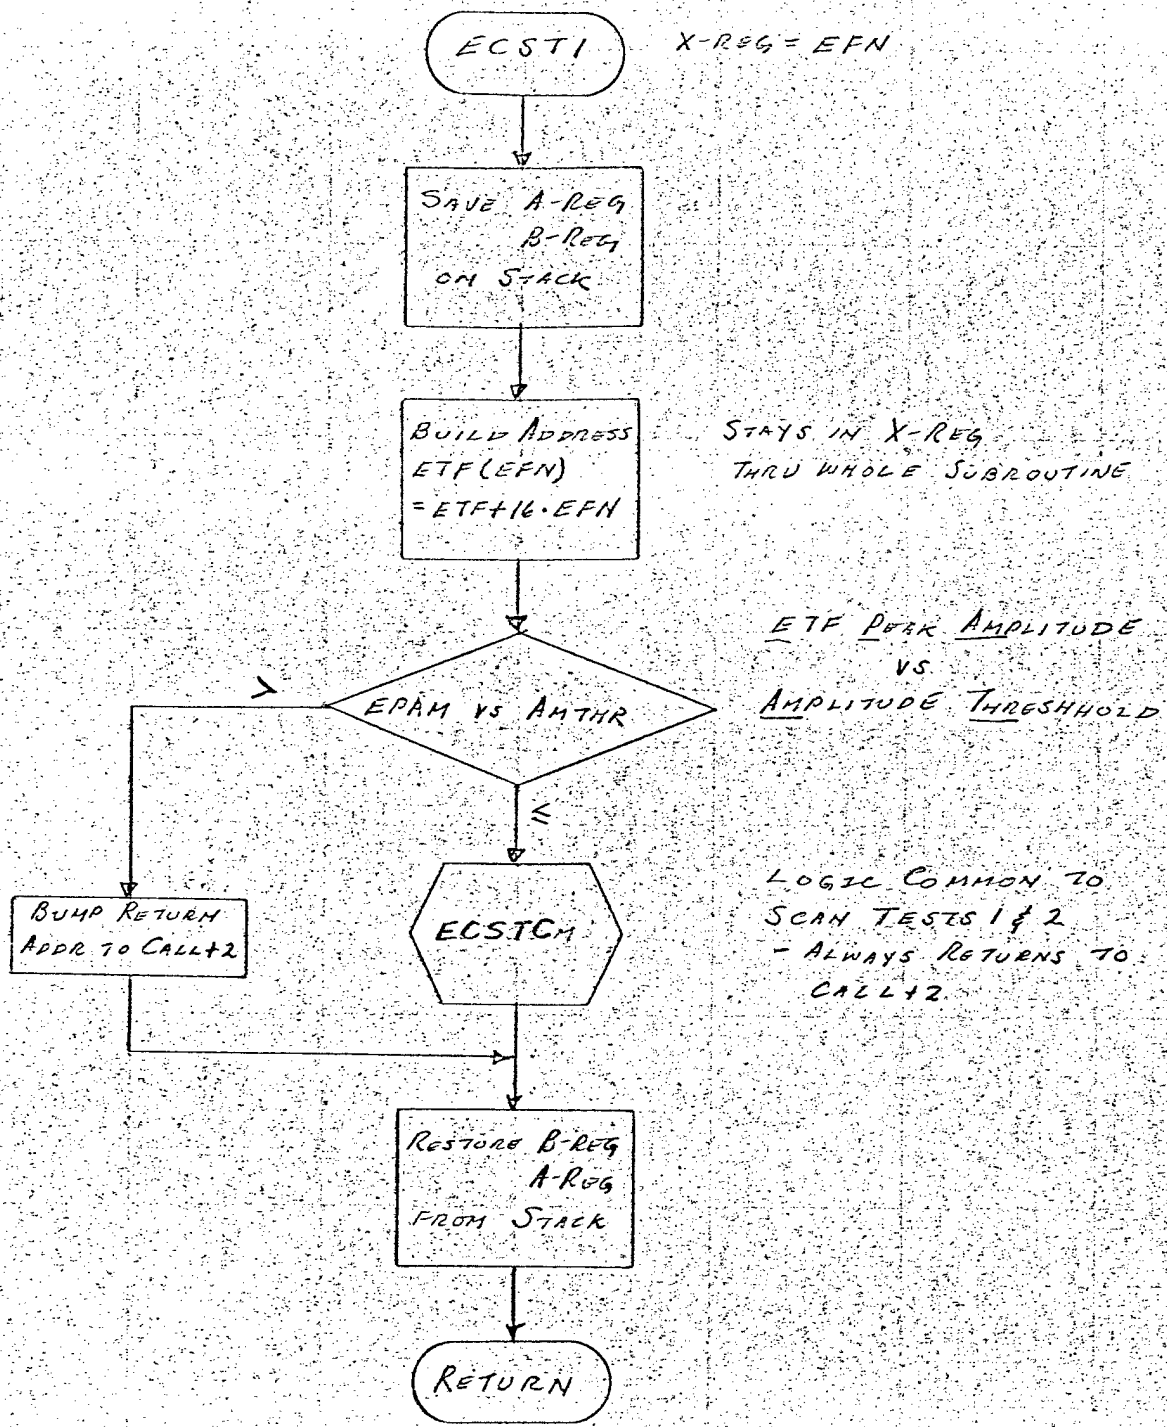 ECST1
X-REG = EFN
SAVE A-REG
B-REG
ON STACK
BUILD ADDRESS
ETF(EFN)
= ETF+16·EFN
STAYS IN X-REG
THRU WHOLE SUBROUTINE
ETF PEAK AMPLITUDE
VS
AMPLITUDE THRESHHOLD
>
EPAM VS AMTHR
≤
BUMP RETURN
ADDR TO CALL+2
ECSTCM
LOGIC COMMON TO
SCAN TESTS 1 & 2
- ALWAYS RETURNS TO
CALL+2
RESTORE B-REG
A-REG
FROM STACK
RETURN